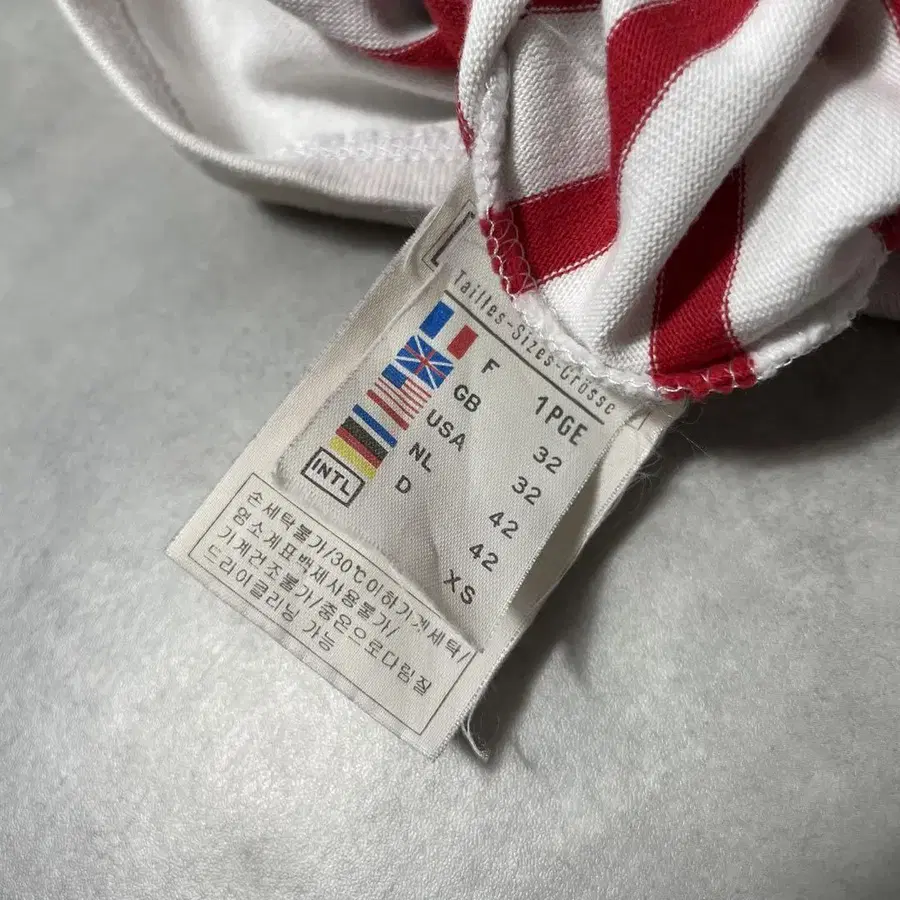 Tailles-Sizes-Grösse
F 1PGE
GB 32
USA 32
NL 42
D 42
INTL XS
손세탁불가/30℃이하기계세탁/
염소계표백제사용불가/
기계건조불가/중온으로다림질
드라이클리닝 가능